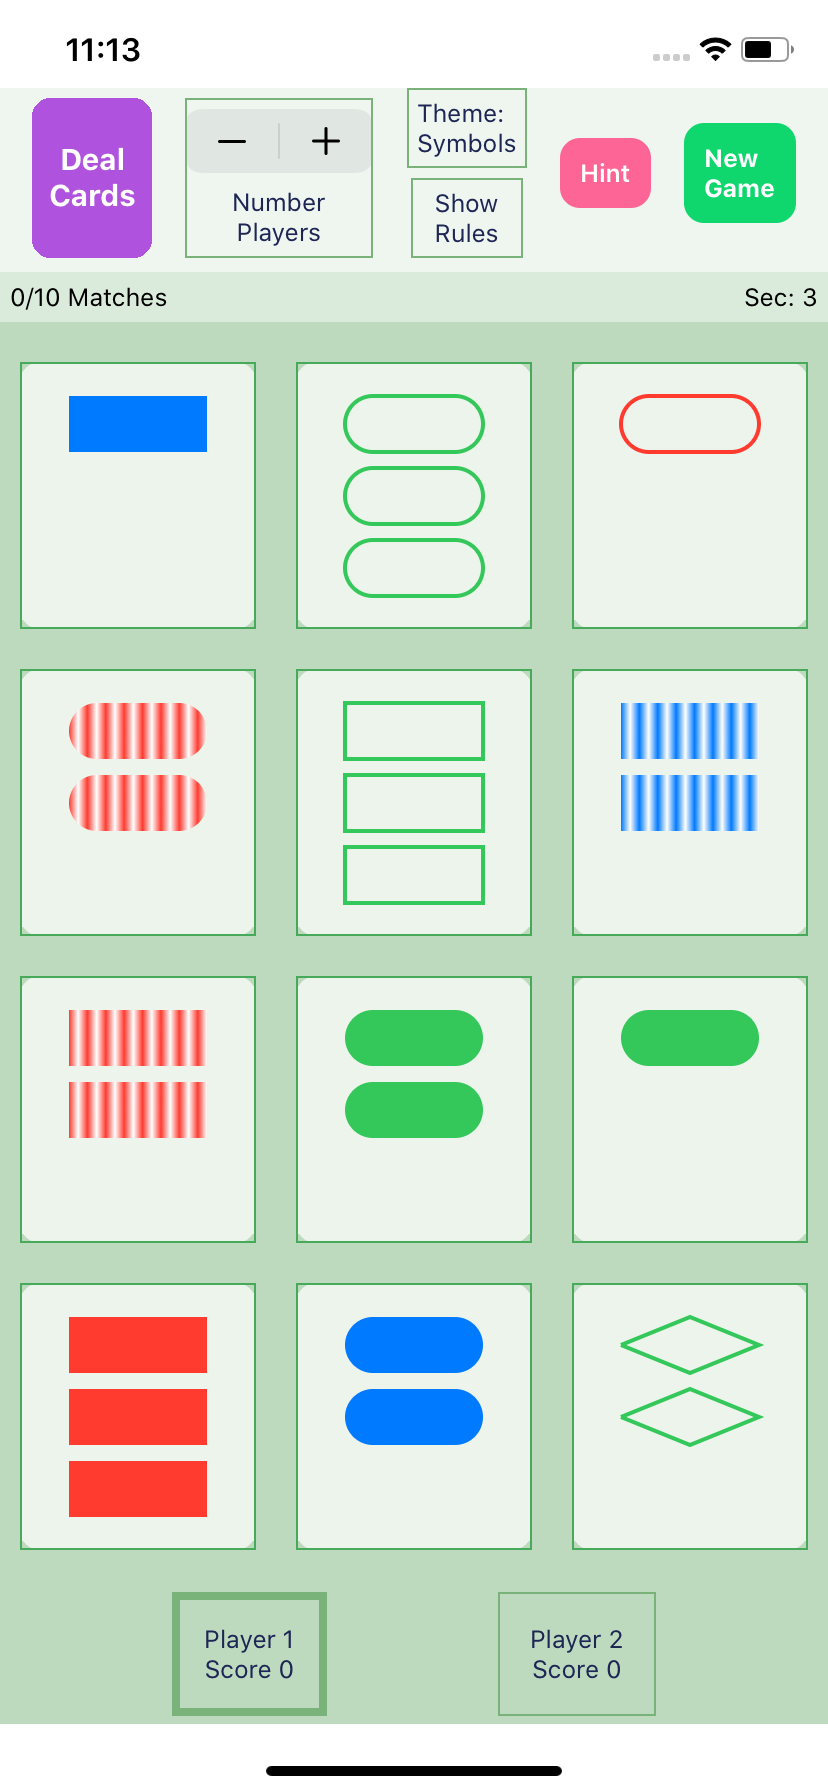 11:13
Deal
Cards
Number
Players
Theme:
Symbols
Show
Rules
Hint
New
Game
0/10 Matches
Sec: 3
Player 1
Score 0
Player 2
Score 0